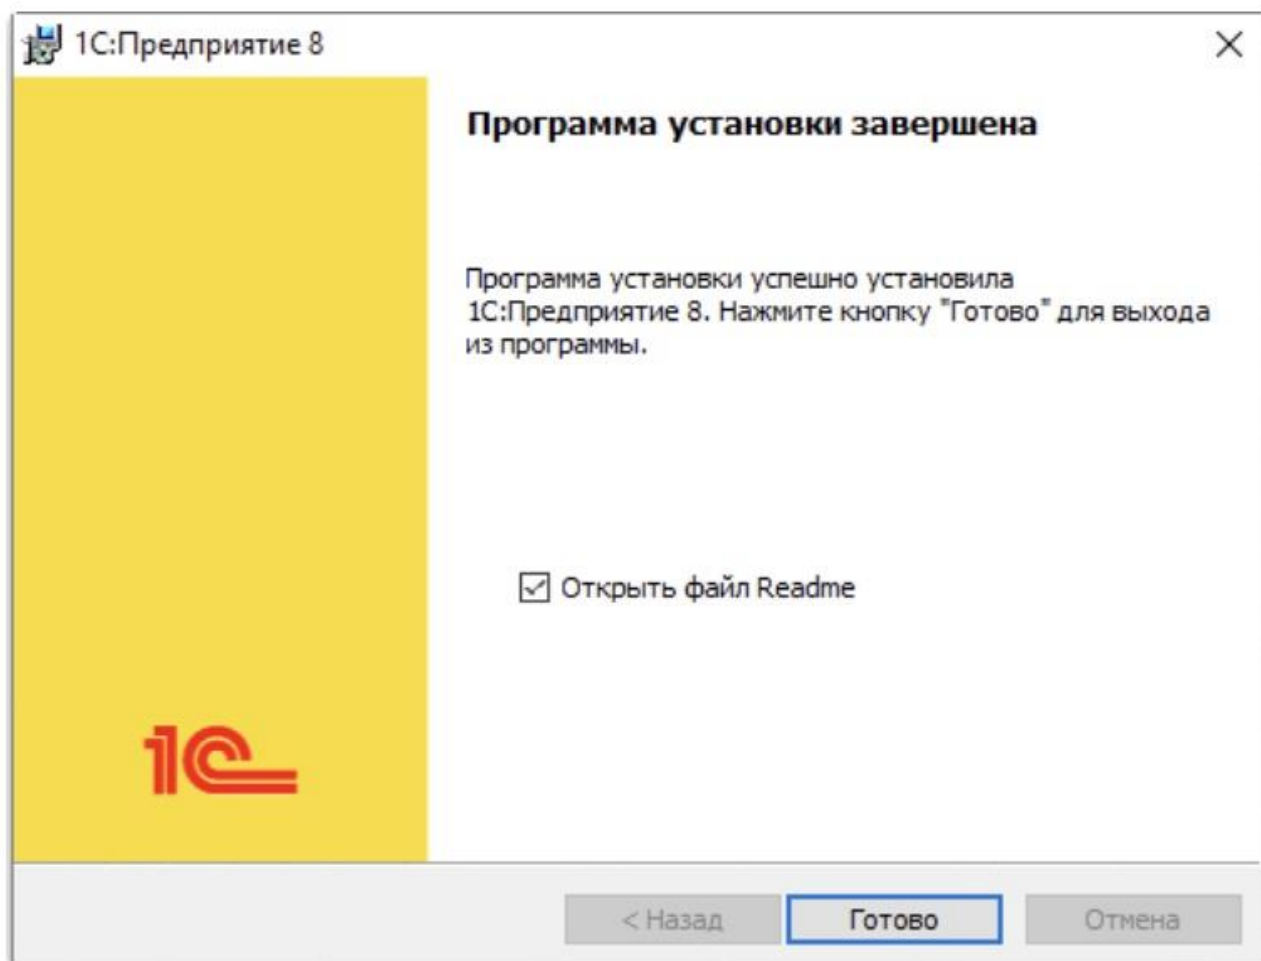 1С:Предприятие 8
Программа установки завершена
Программа установки успешно установила
1С:Предприятие 8. Нажмите кнопку "Готово" для выхода
из программы.
Открыть файл Readme
1С
< Назад
Готово
Отмена